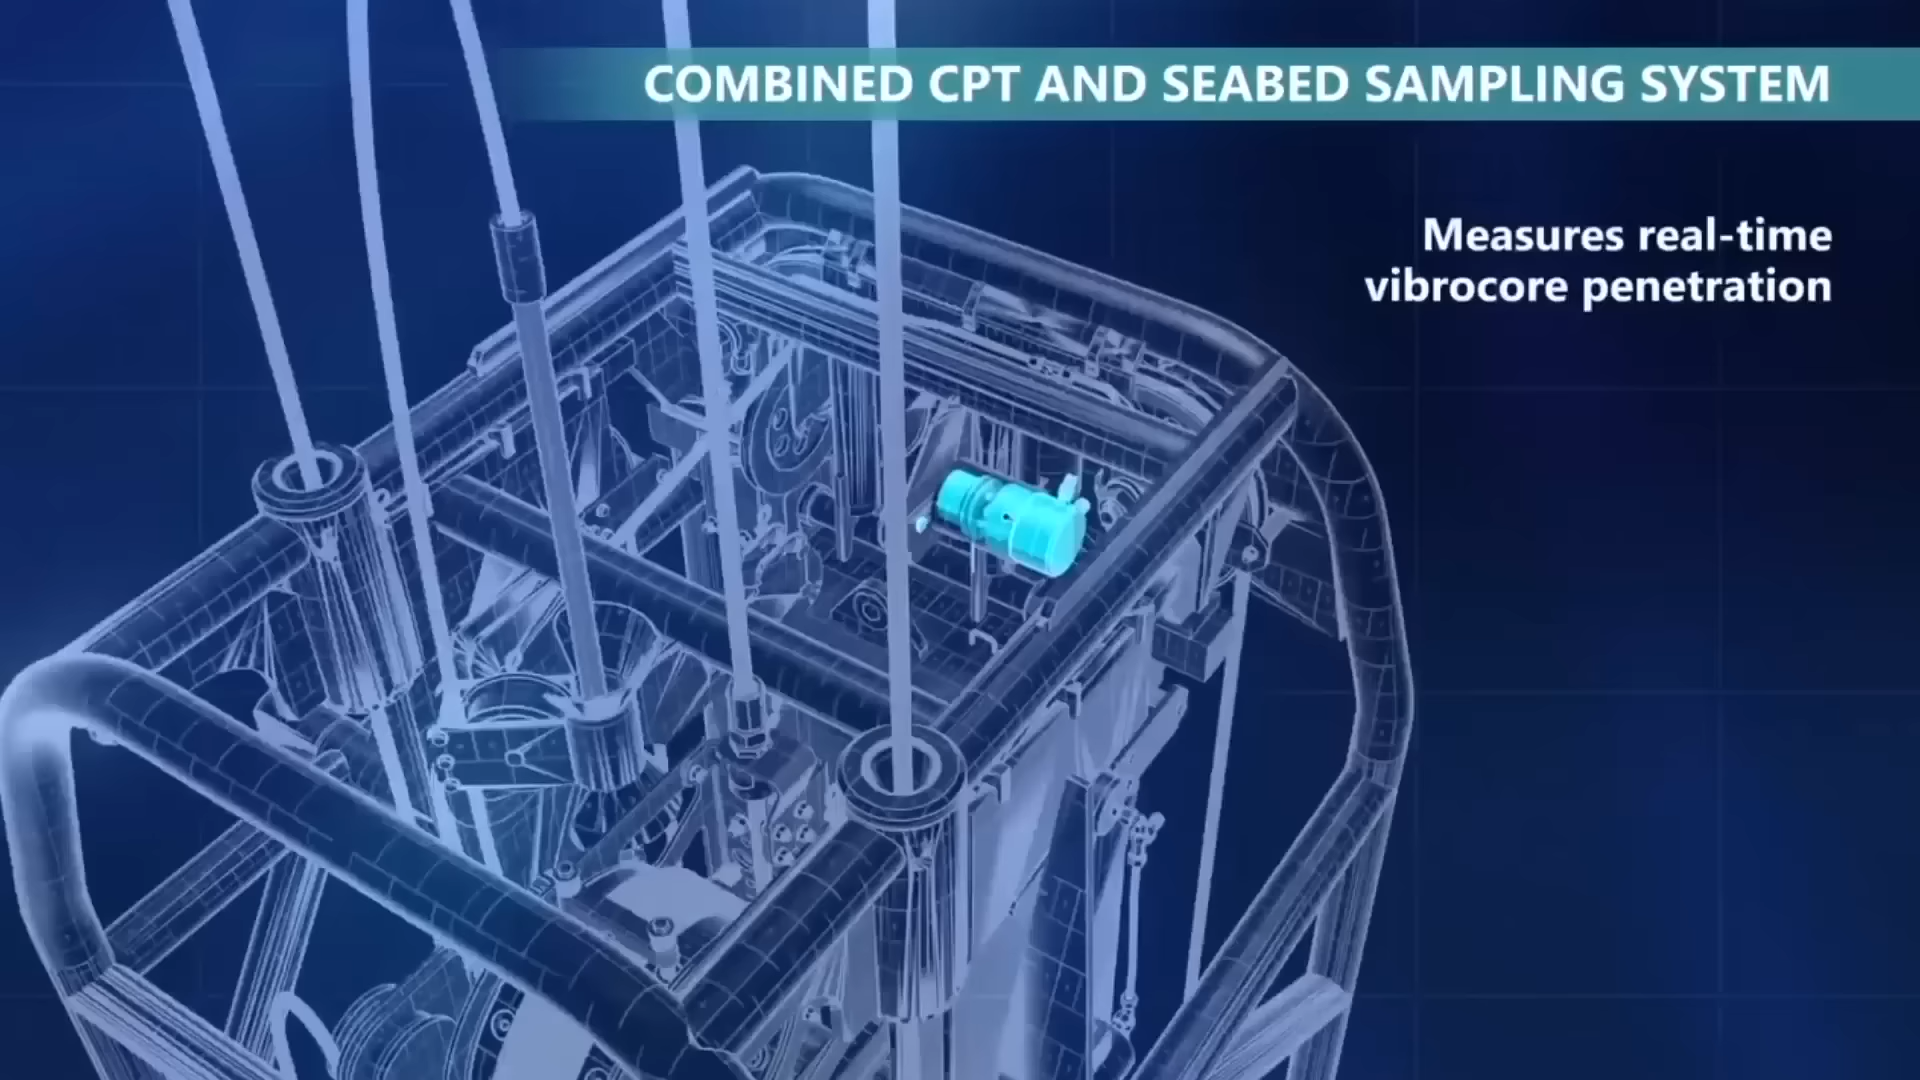 COMBINED CPT AND SEABED SAMPLING SYSTEM
Measures real-time
vibrocore penetration